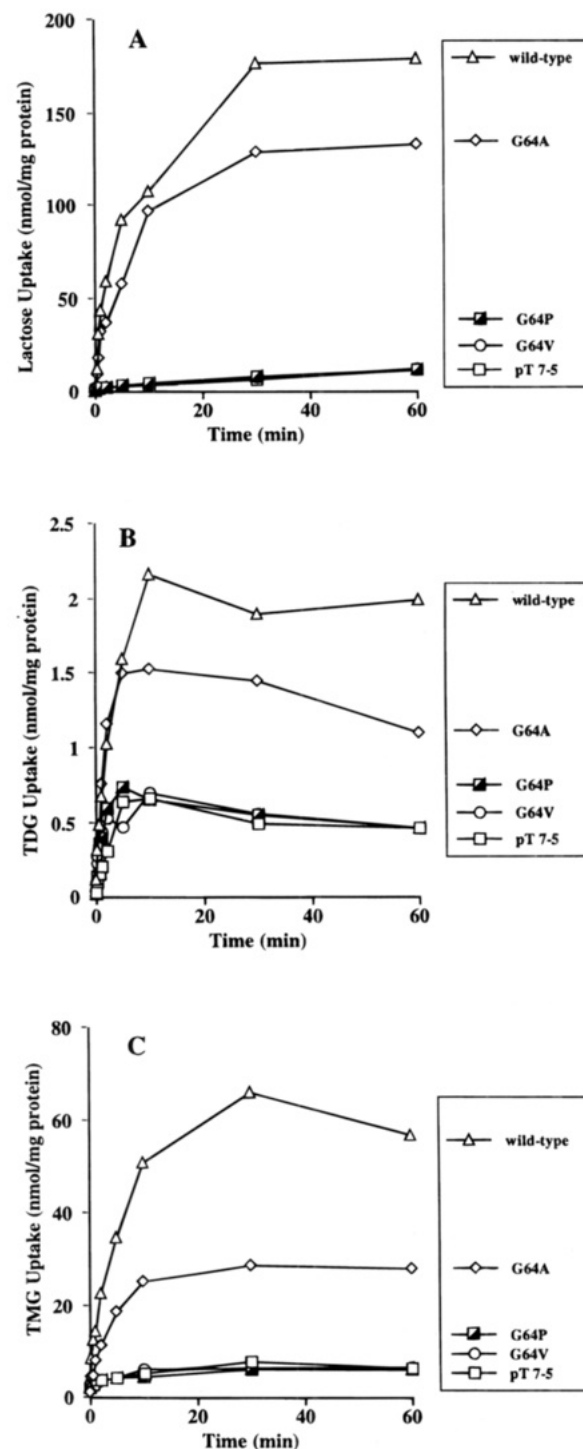 A
200
150
100
50
0
Lactose Uptake (nmol/mg protein)
0 20 40 60
Time (min)
wild-type
G64A
G64P
G64V
pT 7-5
B
2.5
2
1.5
1
0.5
0
TDG Uptake (nmol/mg protein)
0 20 40 60
Time (min)
wild-type
G64A
G64P
G64V
pT 7-5
C
80
60
40
20
0
TMG Uptake (nmol/mg protein)
0 20 40 60
Time (min)
wild-type
G64A
G64P
G64V
pT 7-5